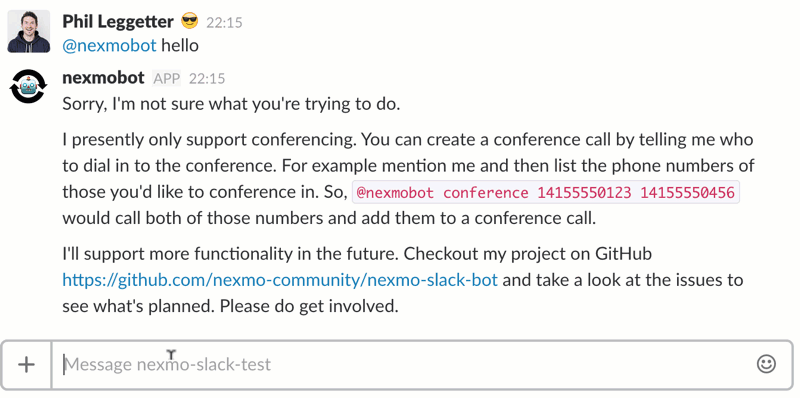 Phil Leggetter 😎 22:15
@nexmobot hello
nexmobot APP 22:15
Sorry, I'm not sure what you're trying to do.
I presently only support conferencing. You can create a conference call by telling me who
to dial in to the conference. For example mention me and then list the phone numbers of
those you'd like to conference in. So, @nexmobot conference 14155550123 14155550456
would call both of those numbers and add them to a conference call.
I'll support more functionality in the future. Checkout my project on GitHub
https://github.com/nexmo-community/nexmo-slack-bot and take a look at the issues to
see what's planned. Please do get involved.
Message nexmo-slack-test